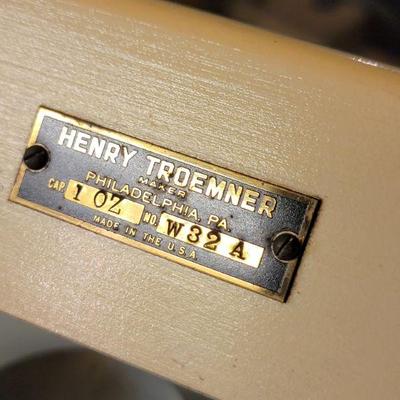 HENRY TROEMNER
MAKER
PHILADELPHIA, PA.
CAP. 1 OZ NO. W32 A
MADE IN THE U.S.A.